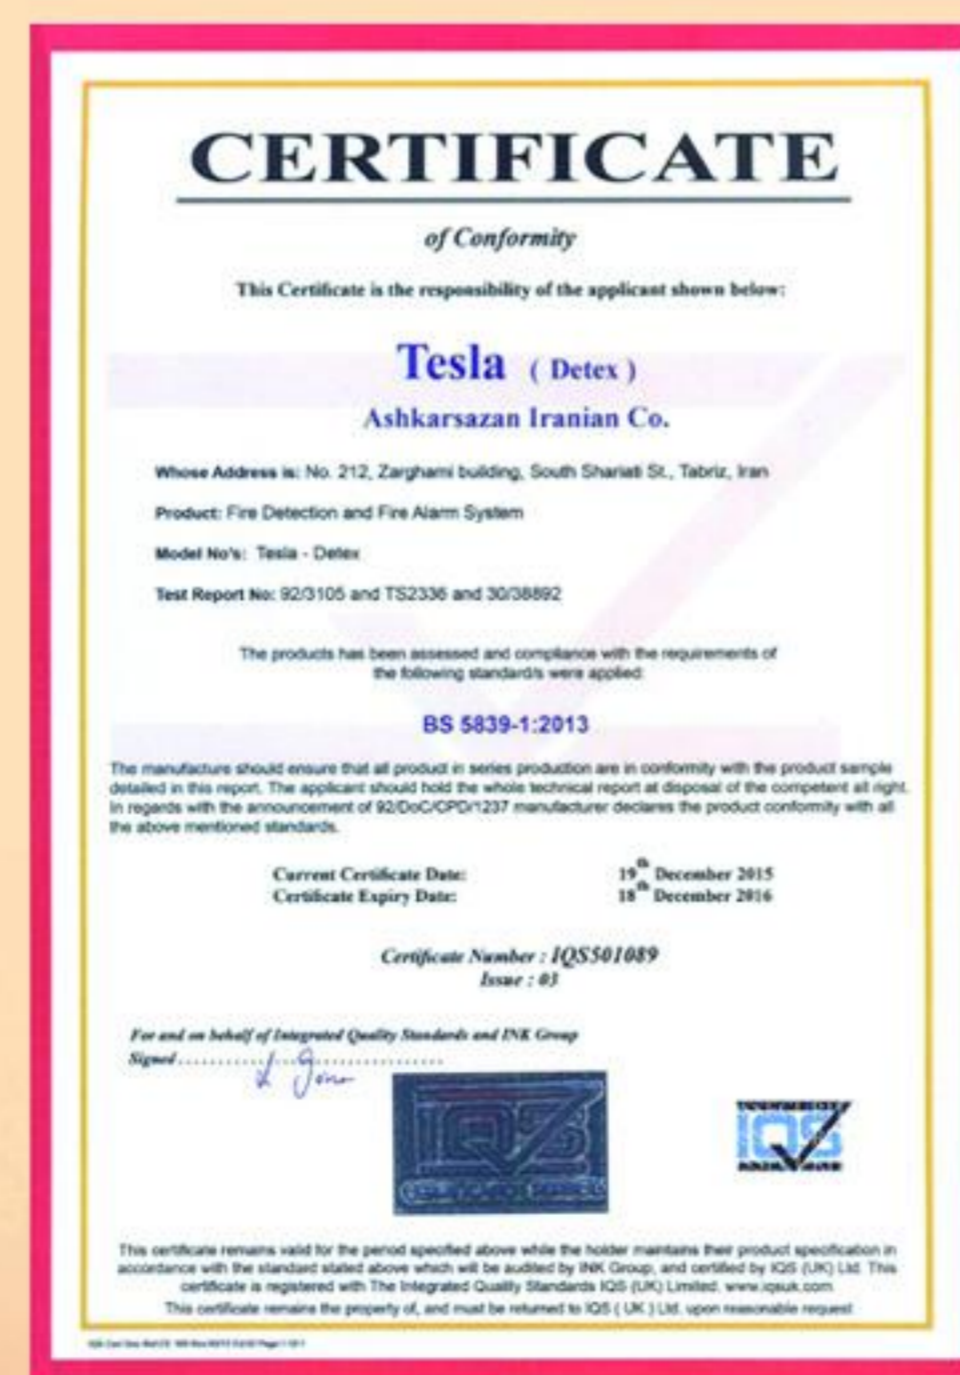 CERTIFICATE
of Conformity
This Certificate is the responsibility of the applicant shown below:
Tesla ( Detex )
Ashkarsazan Iranian Co.
Whose Address is: No. 212, Zarghami building, South Shariati St., Tabriz, Iran
Product: Fire Detection and Fire Alarm System
Model No's: Tesla - Detex
Test Report No: 92/3105 and TS2336 and 30/38892
The products has been assessed and compliance with the requirements of
the following standard/s were applied:
BS 5839-1:2013
The manufacture should ensure that all product in series production are in conformity with the product sample
detailed in this report. The applicant should hold the whole technical report at disposal of the competent all right.
In regards with the announcement of 92/DoC/CPD/1237 manufacturer declares the product conformity with all
the above mentioned standards.
Current Certificate Date: 19th December 2015
Certificate Expiry Date: 18th December 2016
Certificate Number : IQS501089
Issue : 03
For and on behalf of Integrated Quality Standards and INK Group
Signed
IQS
IQS
This certificate remains valid for the period specified above while the holder maintains their product specification in
accordance with the standard stated above which will be audited by INK Group, and certified by IQS (UK) Ltd. This
certificate is registered with The Integrated Quality Standards IQS (UK) Limited. www.iqsuk.com
This certificate remains the property of, and must be returned to IQS ( UK ) Ltd. upon reasonable request